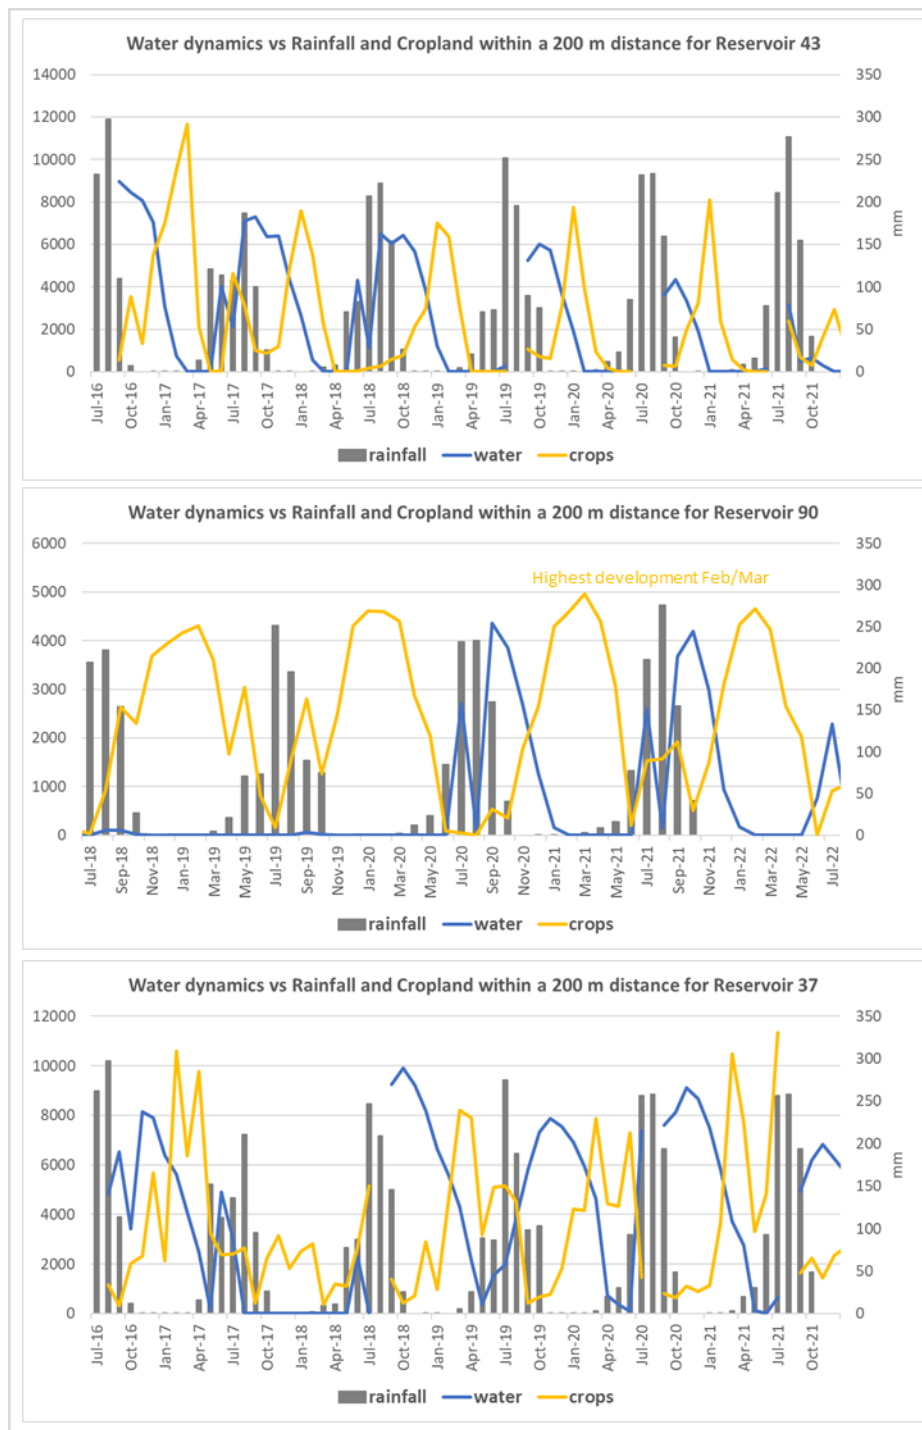 Water dynamics vs Rainfall and Cropland within a 200 m distance for Reservoir 43
14000 350
12000 300
10000 250
8000 200
6000 150
4000 100
2000 50
0 0
mm
Jul-16 Oct-16 Jan-17 Apr-17 Jul-17 Oct-17 Jan-18 Apr-18 Jul-18 Oct-18 Jan-19 Apr-19 Jul-19 Oct-19 Jan-20 Apr-20 Jul-20 Oct-20 Jan-21 Apr-21 Jul-21 Oct-21
rainfall water crops
Water dynamics vs Rainfall and Cropland within a 200 m distance for Reservoir 90
6000 350
5000 300
4000 250
3000 200
2000 150
1000 100
0 50
0
mm
Highest development Feb/Mar
Jul-18 Sep-18 Nov-18 Jan-19 Mar-19 May-19 Jul-19 Sep-19 Nov-19 Jan-20 Mar-20 May-20 Jul-20 Sep-20 Nov-20 Jan-21 Mar-21 May-21 Jul-21 Sep-21 Nov-21 Jan-22 Mar-22 May-22 Jul-22
rainfall water crops
Water dynamics vs Rainfall and Cropland within a 200 m distance for Reservoir 37
12000 350
10000 300
8000 250
6000 200
4000 150
2000 100
0 50
0
mm
Jul-16 Oct-16 Jan-17 Apr-17 Jul-17 Oct-17 Jan-18 Apr-18 Jul-18 Oct-18 Jan-19 Apr-19 Jul-19 Oct-19 Jan-20 Apr-20 Jul-20 Oct-20 Jan-21 Apr-21 Jul-21 Oct-21
rainfall water crops